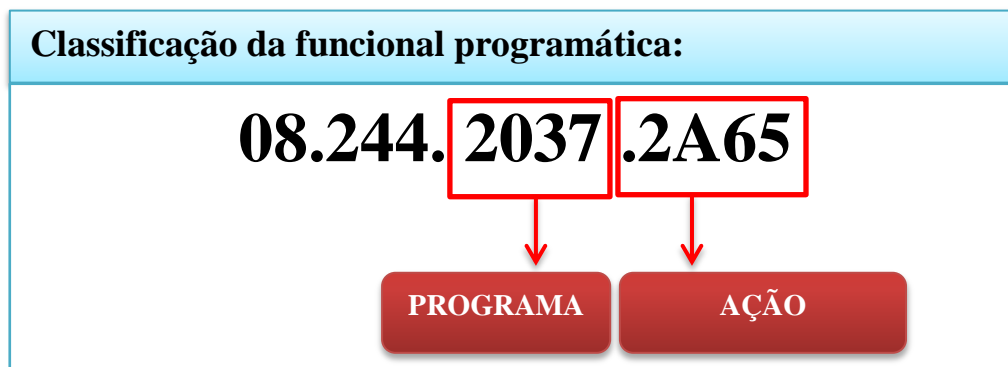 Classificação da funcional programática:
08.244. 2037 .2A65
PROGRAMA AÇÃO